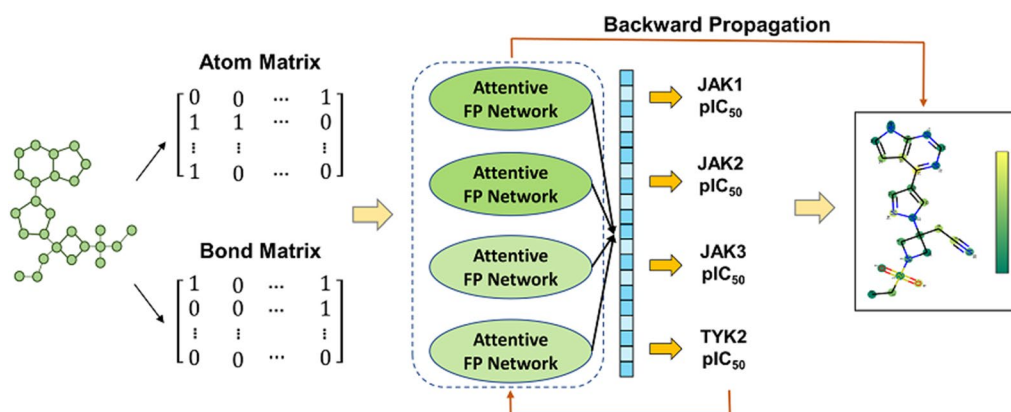 Backward Propagation
Atom Matrix
0 0 ... 1
1 1 ... 0
⋮ ⋮ ⋮
1 0 ... 0
Bond Matrix
1 0 ... 1
0 0 ... 1
⋮ ⋮ ⋮
0 0 ... 0
Attentive
FP Network
Attentive
FP Network
Attentive
FP Network
Attentive
FP Network
JAK1
pIC50
JAK2
pIC50
JAK3
pIC50
TYK2
pIC50